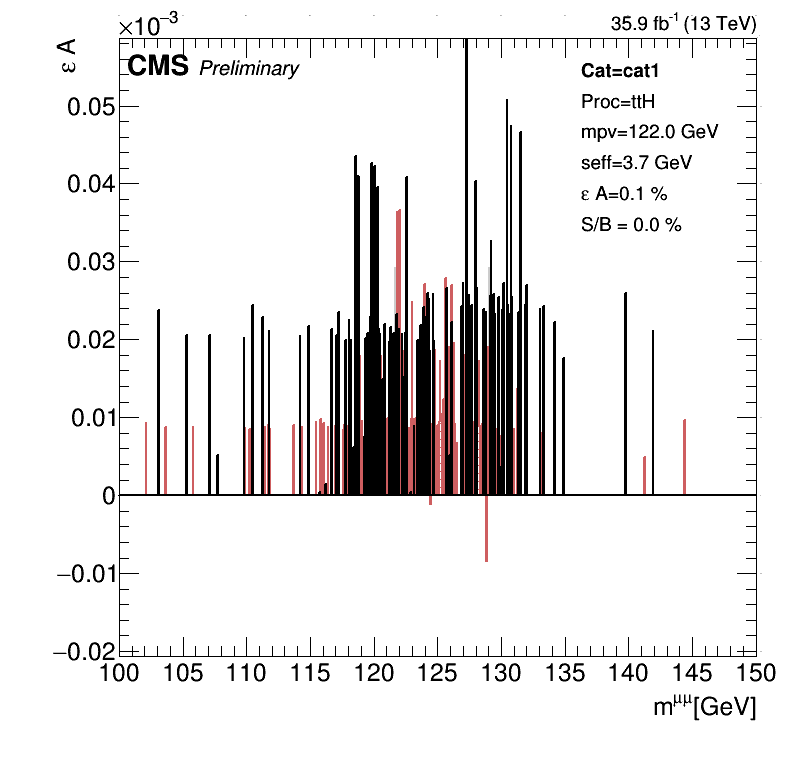 ×10⁻³
35.9 fb⁻¹ (13 TeV)
ε A
CMS Preliminary
Cat=cat1
Proc=ttH
mpv=122.0 GeV
seff=3.7 GeV
ε A=0.1 %
S/B = 0.0 %
0.05
0.04
0.03
0.02
0.01
0
−0.01
−0.02
100 105 110 115 120 125 130 135 140 145 150
m^μμ[GeV]